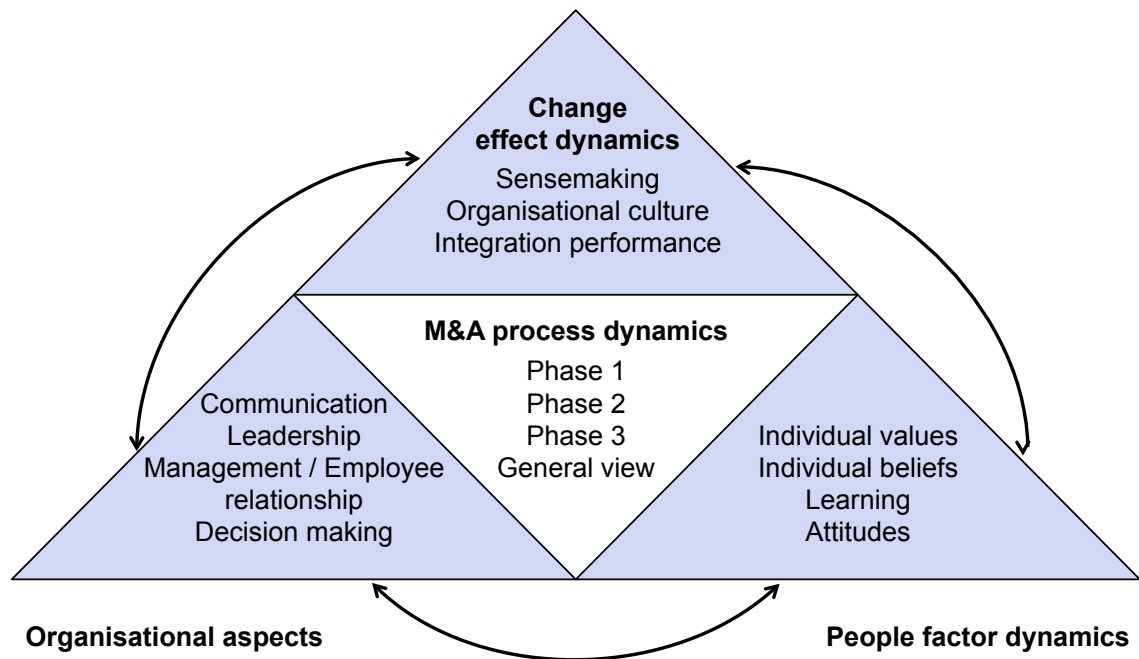 Change
effect dynamics
Sensemaking
Organisational culture
Integration performance
M&A process dynamics
Phase 1
Phase 2
Phase 3
General view
Communication
Leadership
Management / Employee
relationship
Decision making
Individual values
Individual beliefs
Learning
Attitudes
Organisational aspects
People factor dynamics